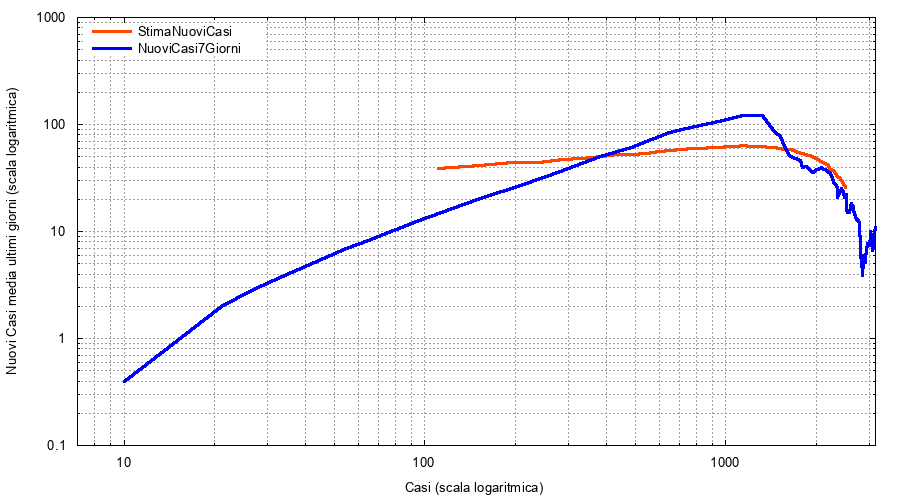 1000
StimaNuoviCasi
NuoviCasi7Giorni
100
10
1
0.1
Nuovi Casi media ultimi giorni (scala logaritmica)
10
100
1000
Casi (scala logaritmica)